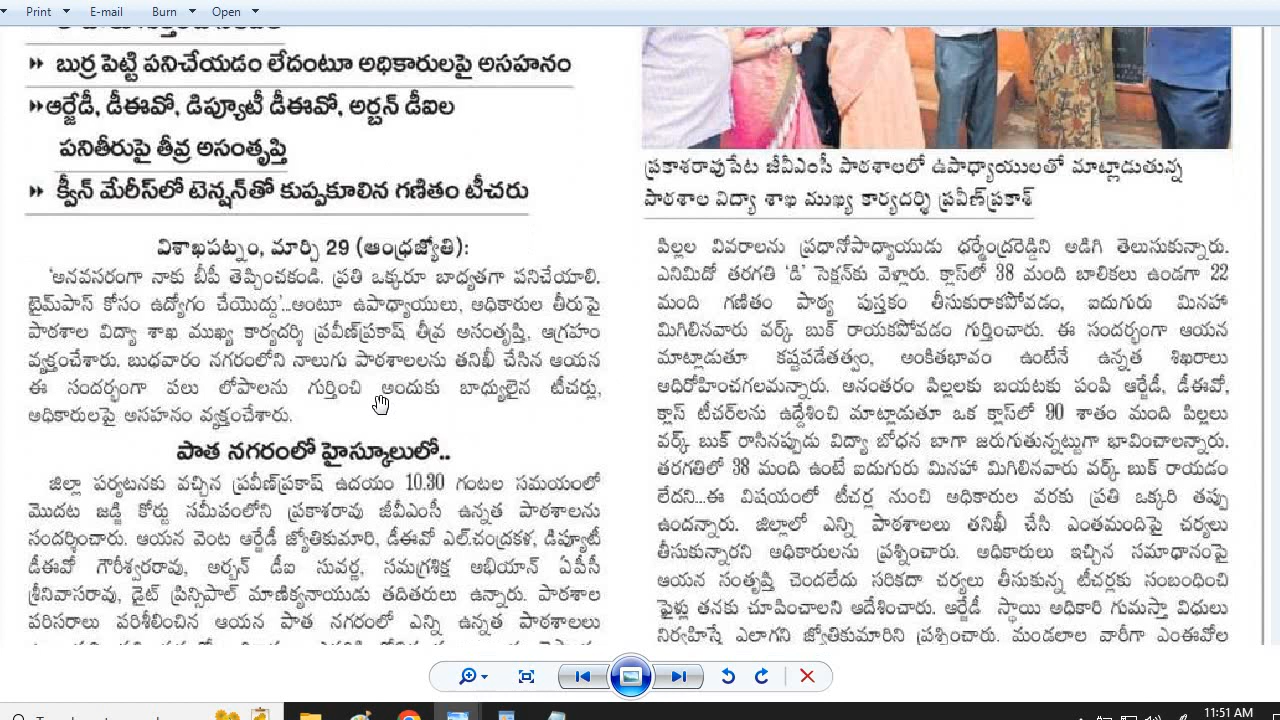 Print
E-mail
Burn
Open
▸▸ బుర్ర పెట్టి పనిచేయడం లేదంటూ అధికారులపై అసహనం
▸▸ ఆర్జేడీ, డీఈవో, డిప్యూటీ డీఈవో, అర్బన్ డీఐల
పనితీరుపై తీవ్ర అసంతృప్తి
▸▸ క్వీన్ మేరీస్‌లో టెన్షన్‌తో కుప్పకూలిన గణితం టీచరు
విశాఖపట్నం, మార్చి 29 (ఆంధ్రజ్యోతి):
'అనవసరంగా నాకు బీపీ తెప్పించకండి. ప్రతి ఒక్కరూ బాధ్యతగా పనిచేయాలి.
టైమ్‌పాస్ కోసం ఉద్యోగం చేయొద్దు'...అంటూ ఉపాధ్యాయులు, అధికారుల తీరుపై
పాఠశాల విద్యా శాఖ ముఖ్య కార్యదర్శి ప్రవీణ్‌ప్రకాష్ తీవ్ర అసంతృప్తి, ఆగ్రహం
వ్యక్తంచేశారు. బుధవారం నగరంలోని నాలుగు పాఠశాలలను తనిఖీ చేసిన ఆయన
ఈ సందర్భంగా పలు లోపాలను గుర్తించి అందుకు బాధ్యులైన టీచర్లు,
అధికారులపై అసహనం వ్యక్తంచేశారు.
పాత నగరంలో హైస్కూలులో..
జిల్లా పర్యటనకు వచ్చిన ప్రవీణ్‌ప్రకాష్ ఉదయం 10.30 గంటల సమయంలో
మొదట జడ్జి కోర్టు సమీపంలోని ప్రకాశరావు జీవీఎంసీ ఉన్నత పాఠశాలను
సందర్శించారు. ఆయన వెంట ఆర్జేడీ జ్యోతికుమారి, డీఈవో ఎల్.చంద్రకళ, డిప్యూటీ
డీఈవో గౌరీశ్వరరావు, అర్బన్ డీఐ సువర్ణ, సమగ్రశిక్ష అభియాన్ ఏపీసీ
శ్రీనివాసరావు, డైట్ ప్రిన్సిపాల్ మాణిక్యనాయుడు తదితరులు ఉన్నారు. పాఠశాల
పరిసరాలు పరిశీలించిన ఆయన పాత నగరంలో ఎన్ని ఉన్నత పాఠశాలలు
ప్రకాశరావుపేట జీవీఎంసీ పాఠశాలలో ఉపాధ్యాయులతో మాట్లాడుతున్న
పాఠశాల విద్యా శాఖ ముఖ్య కార్యదర్శి ప్రవీణ్‌ప్రకాశ్
పిల్లల వివరాలను ప్రధానోపాధ్యాయుడు ధర్మేంద్రరెడ్డిని అడిగి తెలుసుకున్నారు.
ఎనిమిదో తరగతి 'డి' సెక్షన్‌కు వెళ్లారు. క్లాస్‌లో 38 మంది బాలికలు ఉండగా 22
మంది గణితం పాఠ్య పుస్తకం తీసుకురాకపోవడం, ఐదుగురు మినహా
మిగిలినవారు వర్క్ బుక్ రాయకపోవడం గుర్తించారు. ఈ సందర్భంగా ఆయన
మాట్లాడుతూ కష్టపడేతత్వం, అంకితభావం ఉంటేనే ఉన్నత శిఖరాలు
అధిరోహించగలమన్నారు. అనంతరం పిల్లలకు బయటకు పంపి ఆర్జేడీ, డీఈవో,
క్లాస్ టీచర్‌లను ఉద్దేశించి మాట్లాడుతూ ఒక క్లాస్‌లో 90 శాతం మంది పిల్లలు
వర్క్ బుక్ రాసినప్పుడు విద్యా బోధన బాగా జరుగుతున్నట్టుగా భావించాలన్నారు.
తరగతిలో 38 మంది ఉంటే ఐదుగురు మినహా మిగిలినవారు వర్క్ బుక్ రాయడం
లేదని...ఈ విషయంలో టీచర్ల నుంచి అధికారుల వరకు ప్రతి ఒక్కరి తప్పు
ఉందన్నారు. జిల్లాలో ఎన్ని పాఠశాలలు తనిఖీ చేసి ఎంతమందిపై చర్యలు
తీసుకున్నారని అధికారులను ప్రశ్నించారు. అధికారులు ఇచ్చిన సమాధానంపై
ఆయన సంతృప్తి చెందలేదు సరికదా చర్యలు తీసుకున్న టీచర్లకు సంబంధించి
ఫైళ్లు తనకు చూపించాలని ఆదేశించారు. ఆర్జేడీ స్థాయి అధికారి గుమస్తా విధులు
నిర్వహిస్తే ఎలాగని జ్యోతికుమారిని ప్రశ్నించారు. మండలాల వారీగా ఎంఈవోల
11:51 AM